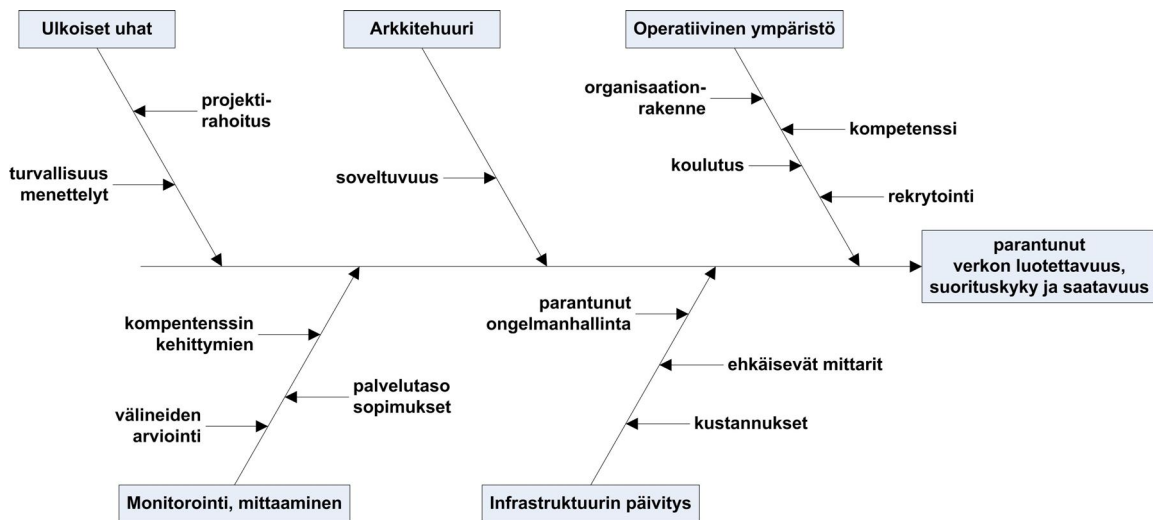 Ulkoiset uhat
Arkkitehuuri
Operatiivinen ympäristö
projekti-
rahoitus
turvallisuus
menettelyt
soveltuvuus
organisaation-
rakenne
kompetenssi
koulutus
rekrytointi
parantunut
verkon luotettavuus,
suorituskyky ja saatavuus
kompentenssin
kehittymien
palvelutaso
sopimukset
välineiden
arviointi
parantunut
ongelmanhallinta
ehkäisevät mittarit
kustannukset
Monitorointi, mittaaminen
Infrastruktuurin päivitys